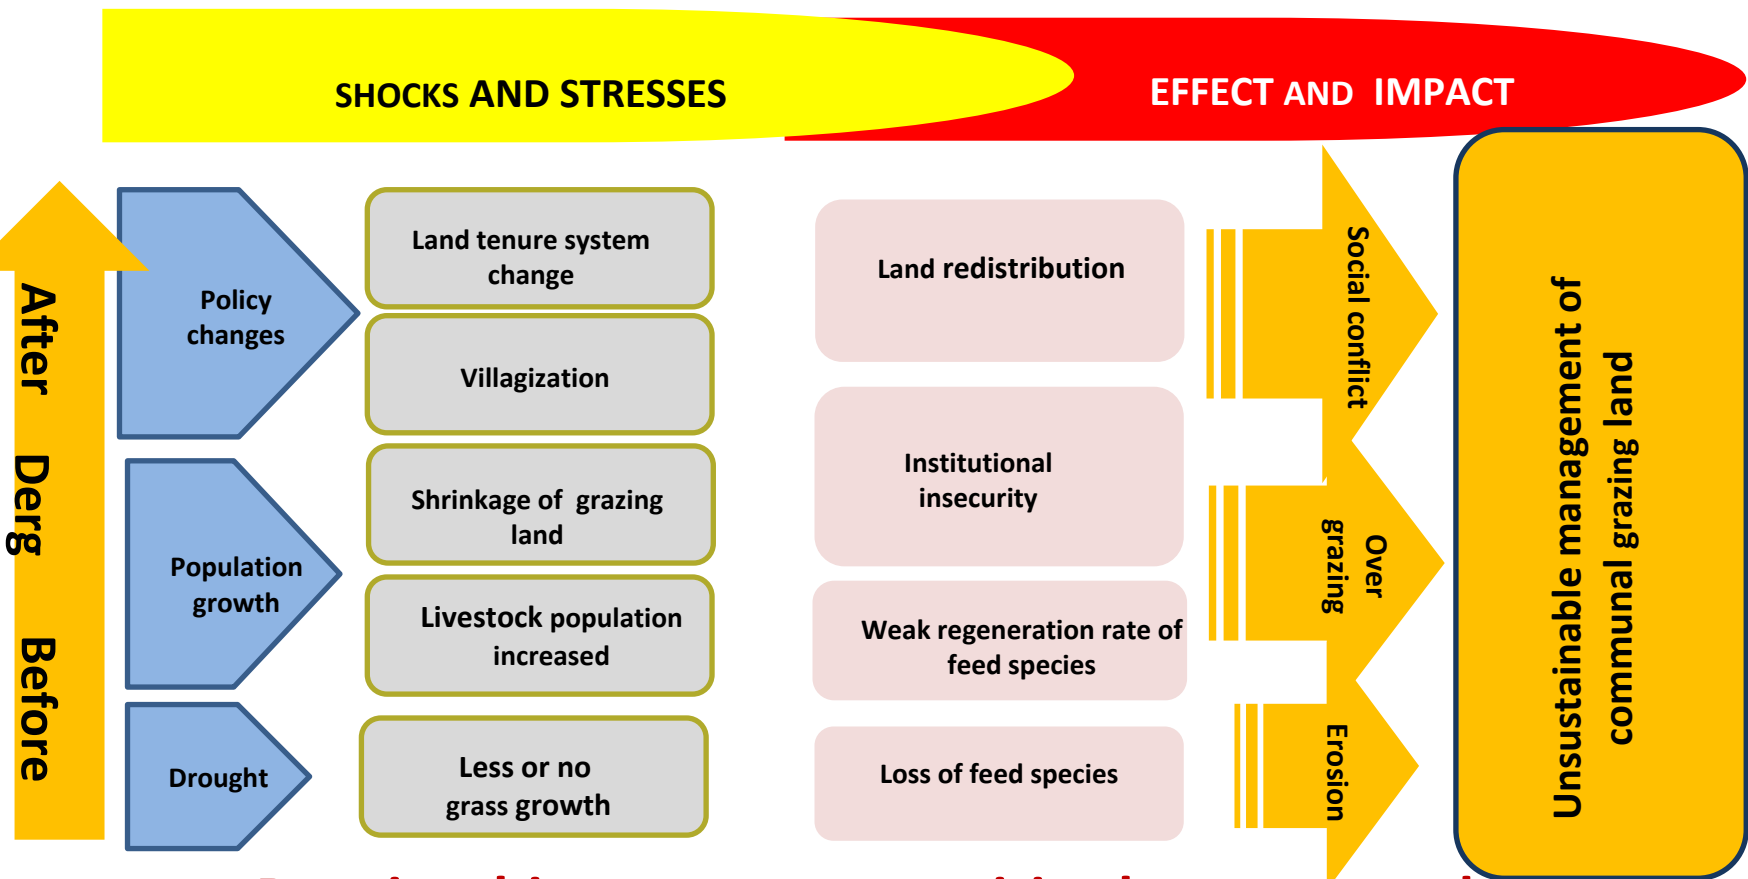 SHOCKS AND STRESSES
EFFECT AND IMPACT
After Derg Before
Policy
changes
Land tenure system
change
Villagization
Population
growth
Shrinkage of grazing
land
Livestock population
increased
Drought
Less or no
grass growth
Land redistribution
Institutional
insecurity
Weak regeneration rate of
feed species
Loss of feed species
Social conflict
Over
grazing
Erosion
Unsustainable management of
communal grazing land